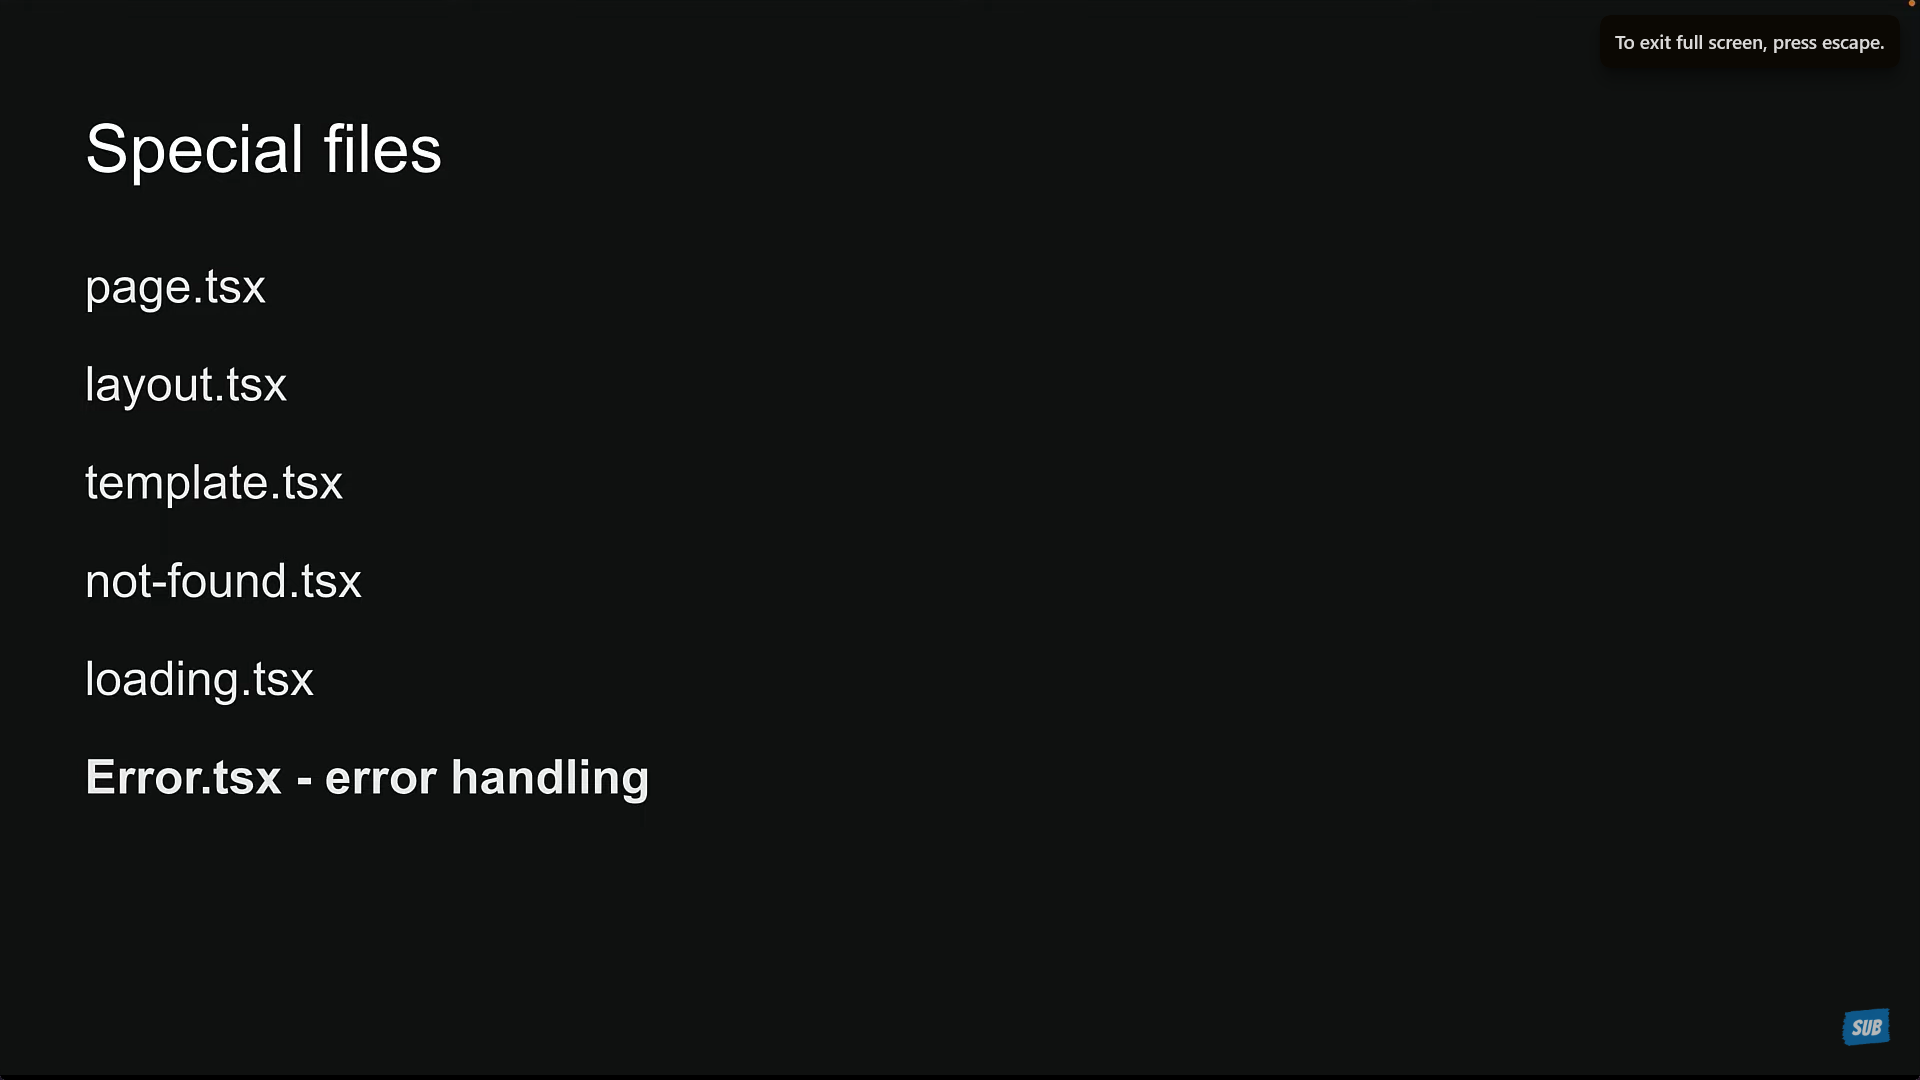 To exit full screen, press escape.
Special files
page.tsx
layout.tsx
template.tsx
not-found.tsx
loading.tsx
Error.tsx - error handling
SUB